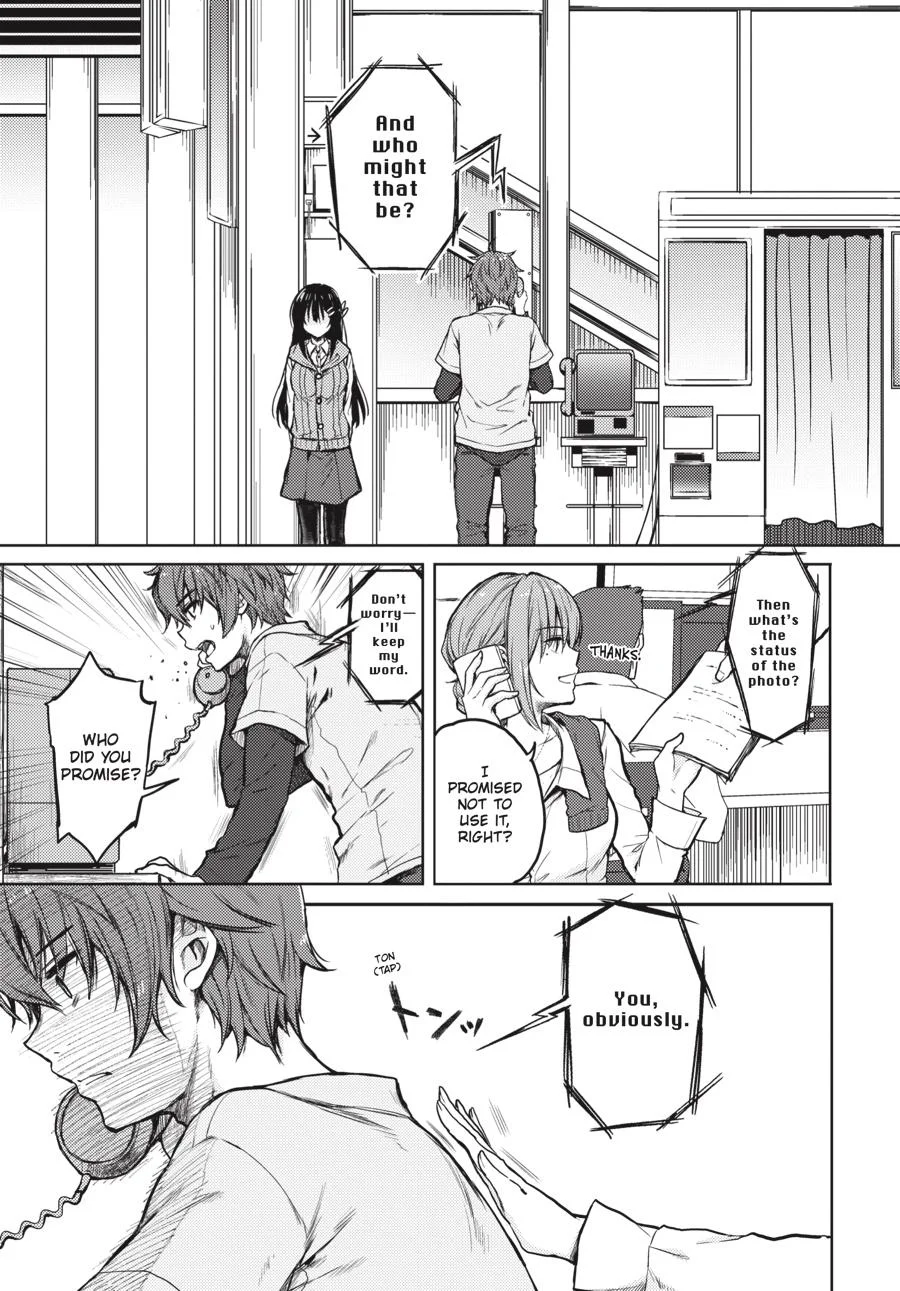 And
who
might
that
be?
Then
what's
the
status
of the
photo?
THANKS.
I
PROMISED
NOT TO
USE IT,
RIGHT?
Don't
worry—
I'll
keep
my
word.
WHO
DID YOU
PROMISE?
You,
obviously.
トンッ
TON
(TAP)